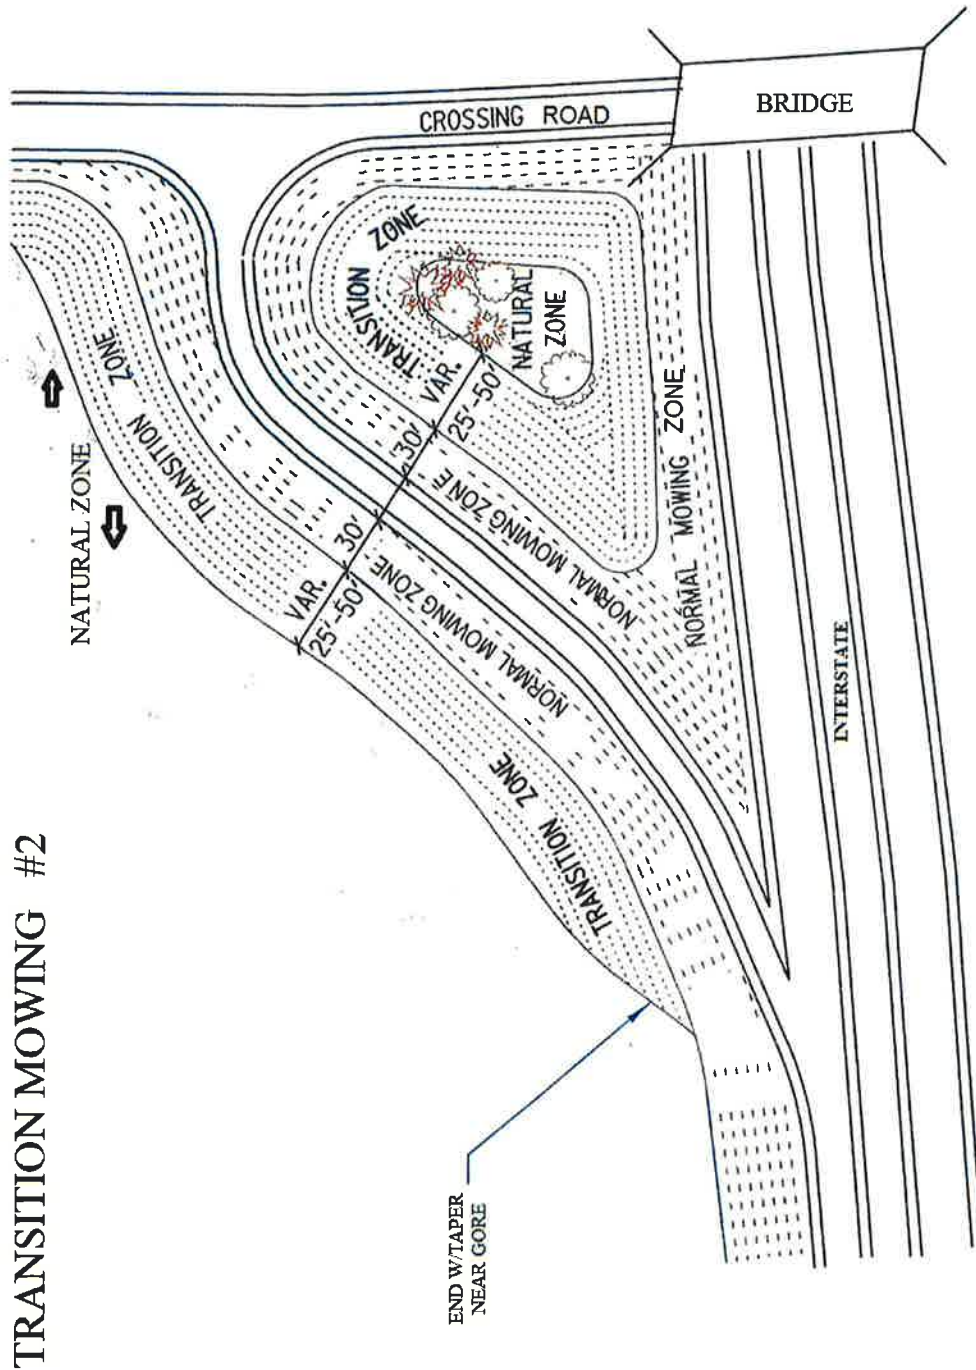 TRANSITION MOWING #2
NATURAL ZONE
CROSSING ROAD
BRIDGE
TRANSITION ZONE
TRANSITION ZONE
NATURAL
ZONE
VAR.
25'-50'
30'
30'
VAR.
25'-50'
NORMAL MOWING ZONE
NORMAL MOWING ZONE
NORMAL MOWING ZONE
TRANSITION ZONE
INTERSTATE
END W/TAPER
NEAR GORE